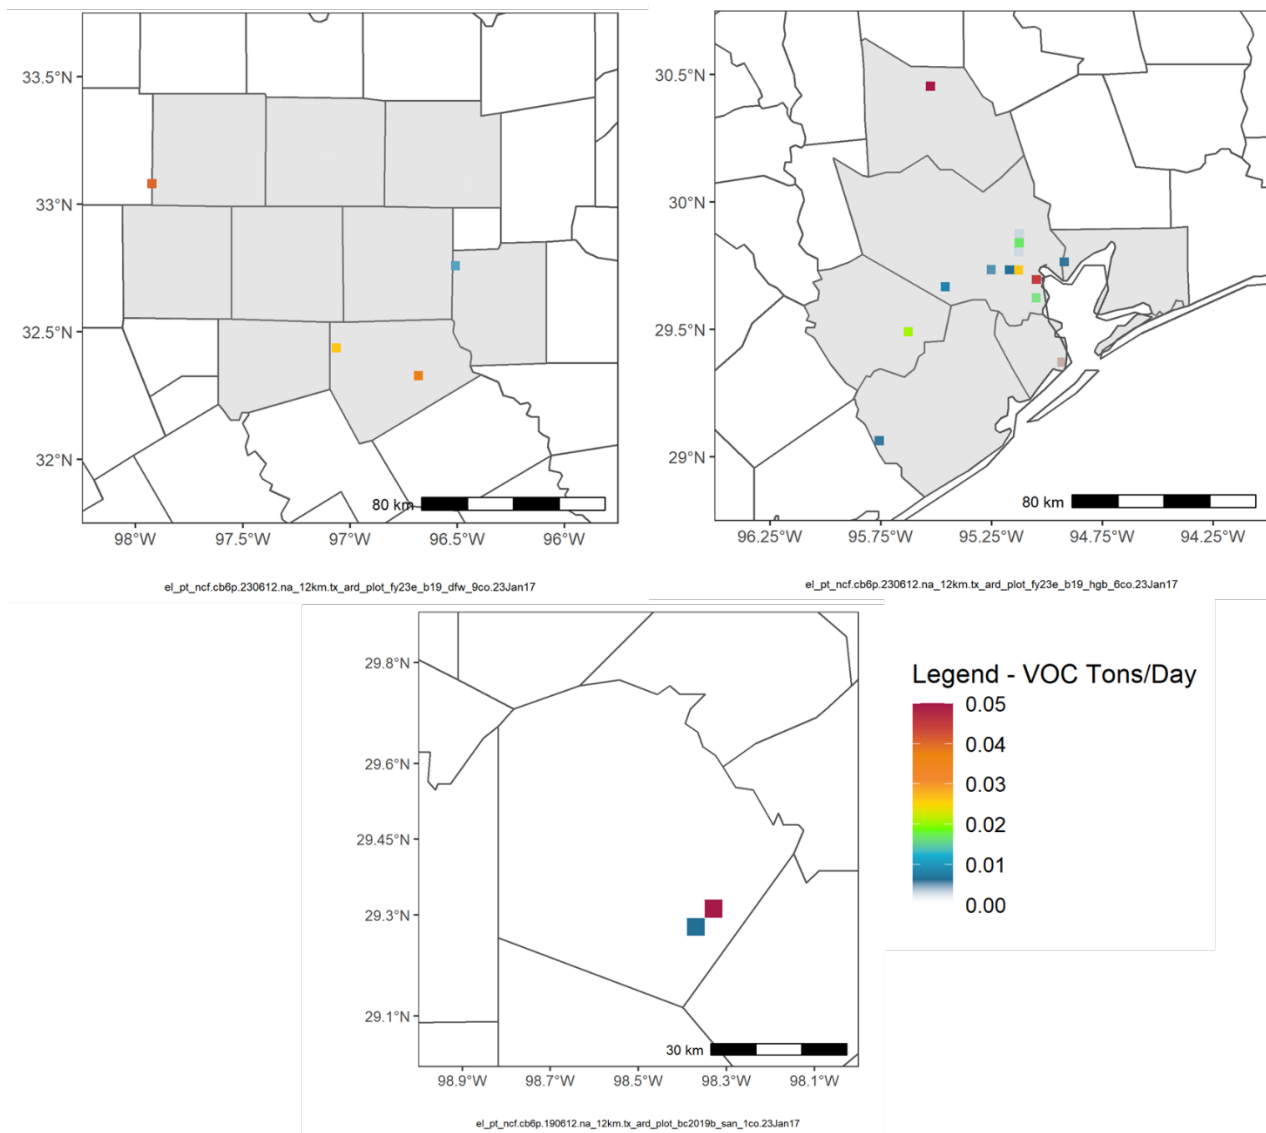 33.5°N
33°N
32.5°N
32°N
80 km
98°W 97.5°W 97°W 96.5°W 96°W
el_pt_ncf.cb6p.230612.na_12km.tx_ard_plot_fy23e_b19_dfw_9co.23Jan17
30.5°N
30°N
29.5°N
29°N
80 km
96.25°W 95.75°W 95.25°W 94.75°W 94.25°W
el_pt_ncf.cb6p.230612.na_12km.tx_ard_plot_fy23e_b19_hgb_6co.23Jan17
29.8°N
29.6°N
29.45°N
29.3°N
29.1°N
30 km
98.9°W 98.7°W 98.5°W 98.3°W 98.1°W
el_pt_ncf.cb6p.190612.na_12km.tx_ard_plot_bc2019b_san_1co.23Jan17
Legend - VOC Tons/Day
0.05
0.04
0.03
0.02
0.01
0.00